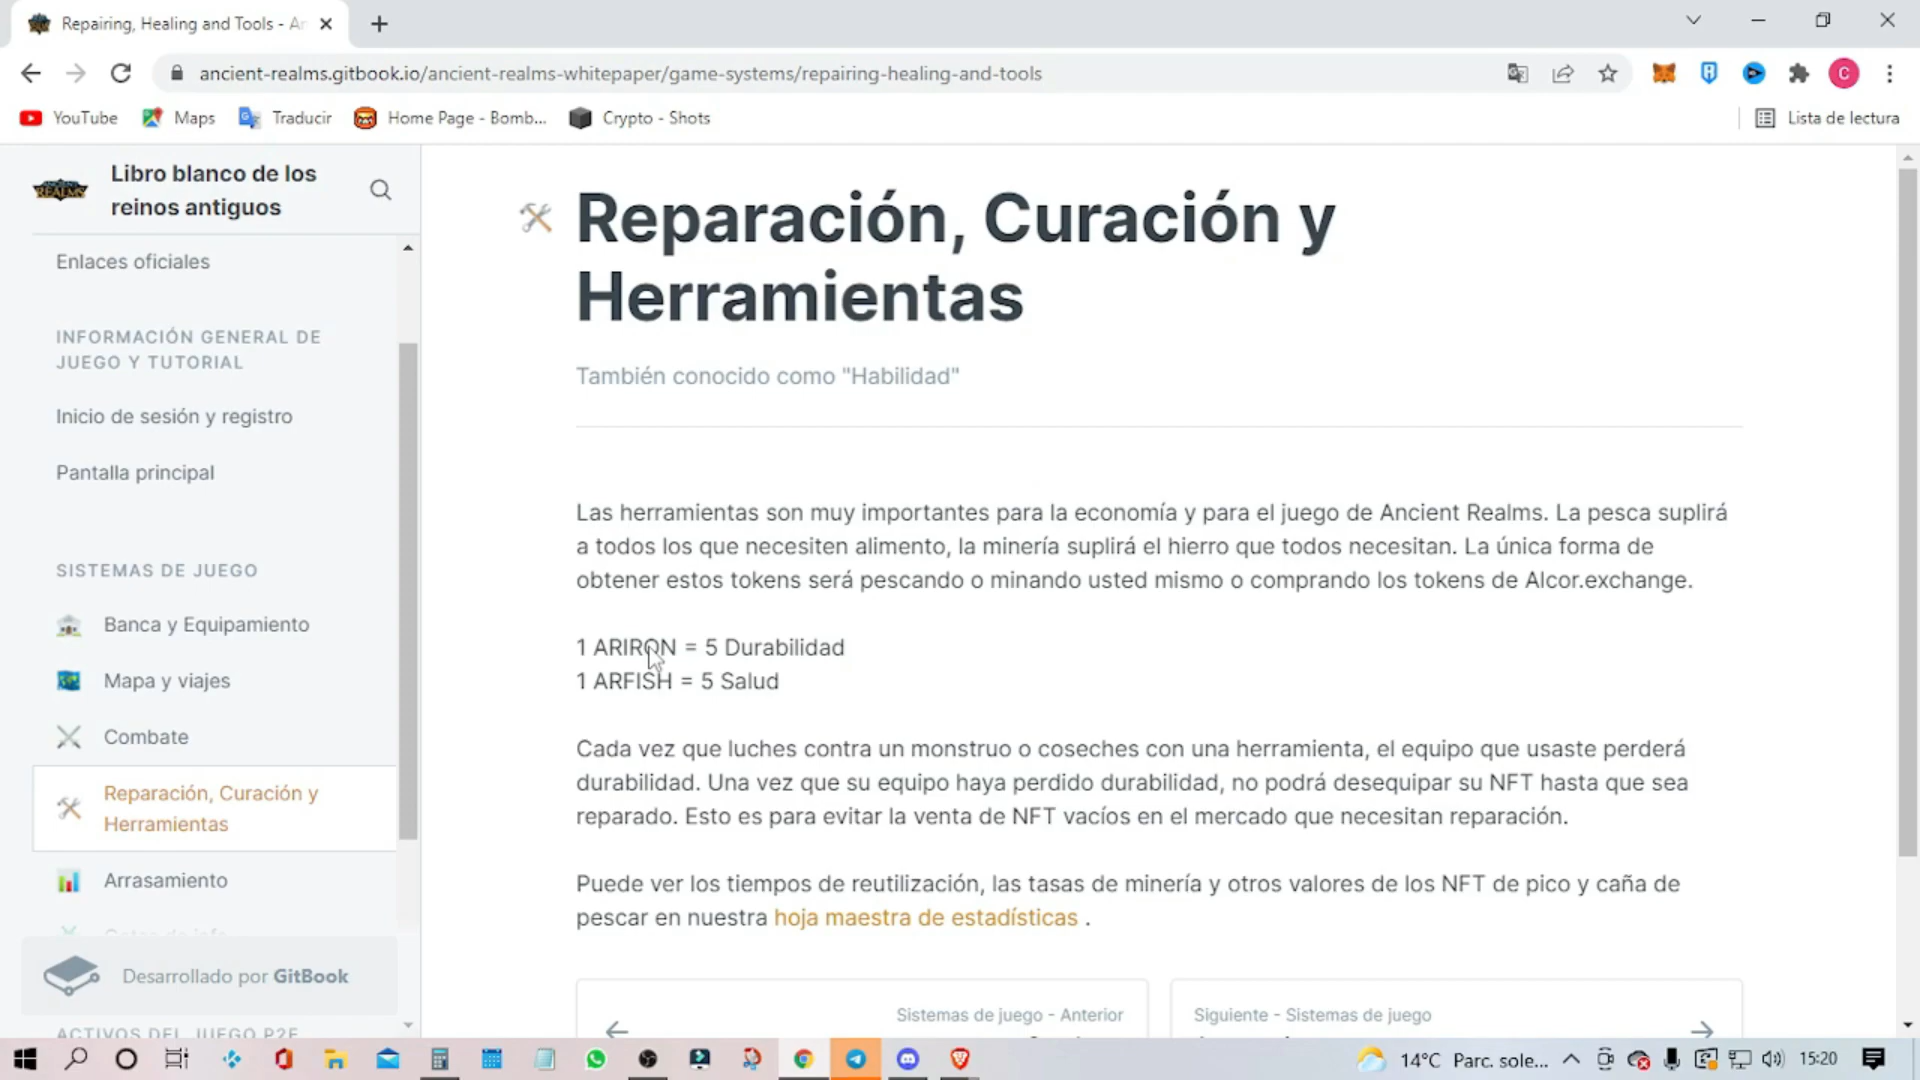 Repairing, Healing and Tools - Ar
ancient-realms.gitbook.io/ancient-realms-whitepaper/game-systems/repairing-healing-and-tools
C
YouTube
Maps
Traducir
Home Page - Bomb...
Crypto - Shots
Lista de lectura
ANCIENT
REALMS
Libro blanco de los
reinos antiguos
Enlaces oficiales
INFORMACIÓN GENERAL DE
JUEGO Y TUTORIAL
Inicio de sesión y registro
Pantalla principal
SISTEMAS DE JUEGO
Banca y Equipamiento
Mapa y viajes
Combate
Reparación, Curación y
Herramientas
Arrasamiento
Desarrollado por GitBook
ACTIVOS DEL JUEGO P2E
Reparación, Curación y
Herramientas
También conocido como "Habilidad"
Las herramientas son muy importantes para la economía y para el juego de Ancient Realms. La pesca suplirá
a todos los que necesiten alimento, la minería suplirá el hierro que todos necesitan. La única forma de
obtener estos tokens será pescando o minando usted mismo o comprando los tokens de Alcor.exchange.
1 ARIRON = 5 Durabilidad
1 ARFISH = 5 Salud
Cada vez que luches contra un monstruo o coseches con una herramienta, el equipo que usaste perderá
durabilidad. Una vez que su equipo haya perdido durabilidad, no podrá desequipar su NFT hasta que sea
reparado. Esto es para evitar la venta de NFT vacíos en el mercado que necesitan reparación.
Puede ver los tiempos de reutilización, las tasas de minería y otros valores de los NFT de pico y caña de
pescar en nuestra hoja maestra de estadísticas .
Sistemas de juego - Anterior
Siguiente - Sistemas de juego
14°C Parc. sole...
15:20